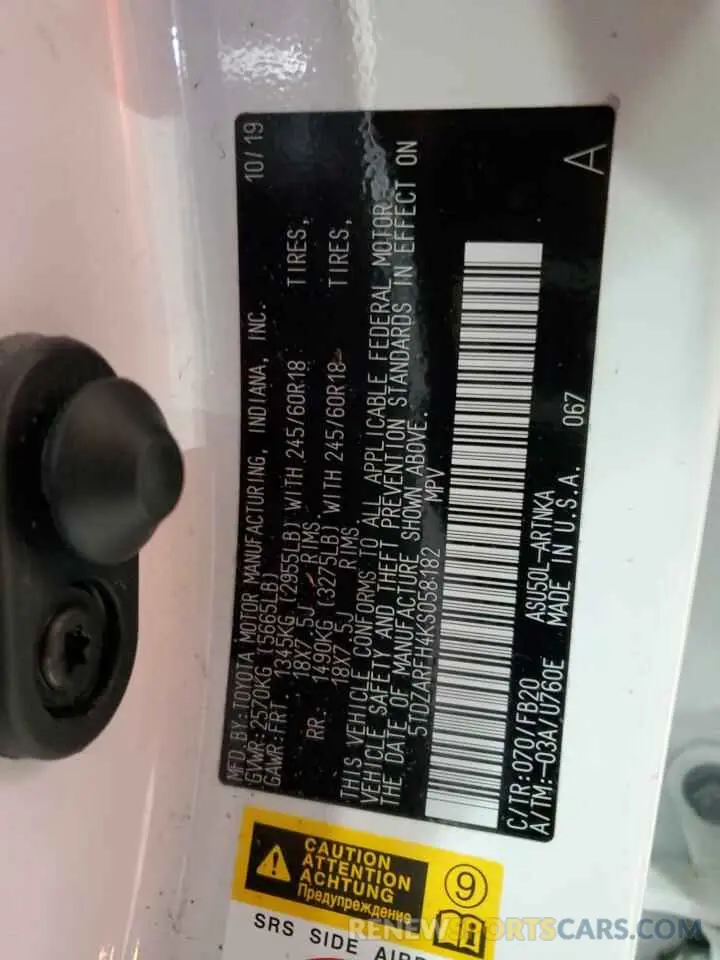 MFD.BY:TOYOTA MOTOR MANUFACTURING, INDIANA, INC. 10/19
GVWR:2570KG (5665LB)
GAWR-FRT: 1345KG (2955LB) WITH 245/60R18 TIRES,
18X7.5J RIMS,
RR: 1490KG (3275LB) WITH 245/60R18 TIRES,
18X7.5J RIMS,
THIS VEHICLE CONFORMS TO ALL APPLICABLE FEDERAL MOTOR
VEHICLE SAFETY AND THEFT PREVENTION STANDARDS IN EFFECT ON
THE DATE OF MANUFACTURE SHOWN ABOVE.
5TDZARFH4KS058182 MPV
A
C/TR:070/FB20 ASU50L-ARTNKA 067
A/TM:-03A/U760E MADE IN U.S.A.
CAUTION
ATTENTION
ACHTUNG
Предупреждение
9
SRS SIDE AIRB
RENEWSPORTSCARS.COM